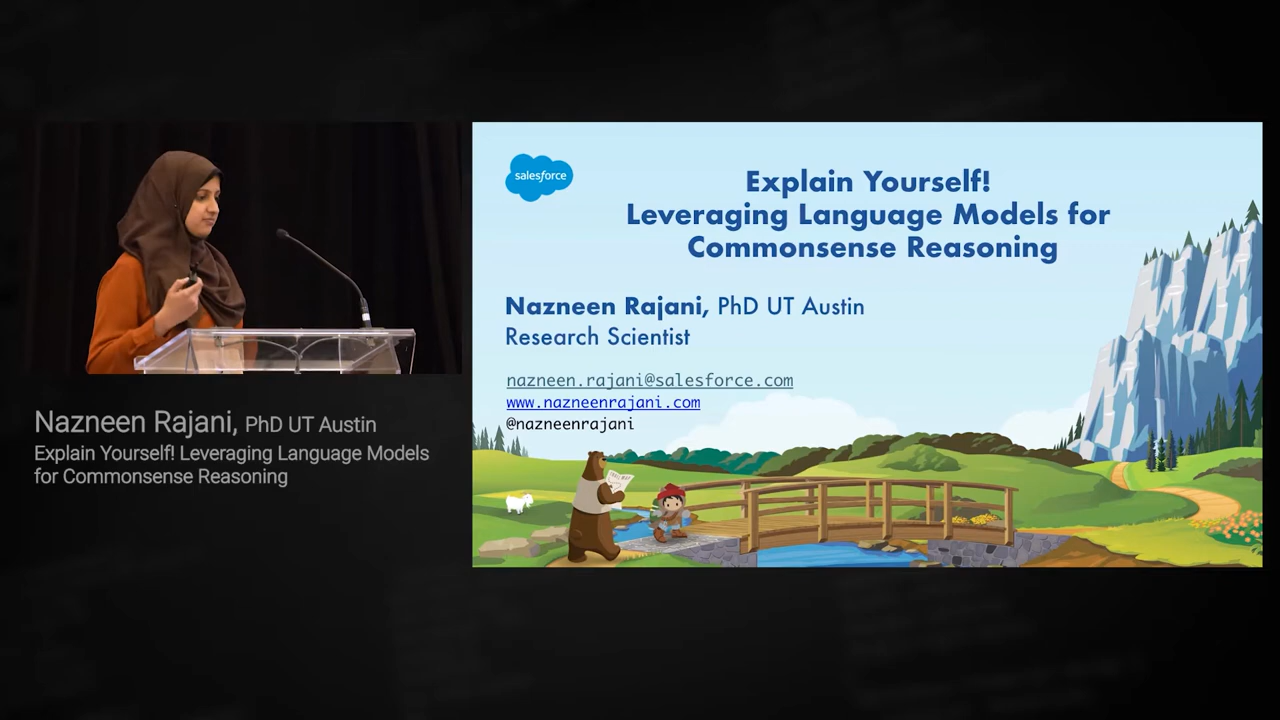 Nazneen Rajani, PhD UT Austin
Explain Yourself! Leveraging Language Models
for Commonsense Reasoning
salesforce
Explain Yourself!
Leveraging Language Models for
Commonsense Reasoning
Nazneen Rajani, PhD UT Austin
Research Scientist
nazneen.rajani@salesforce.com
www.nazneenrajani.com
@nazneenrajani